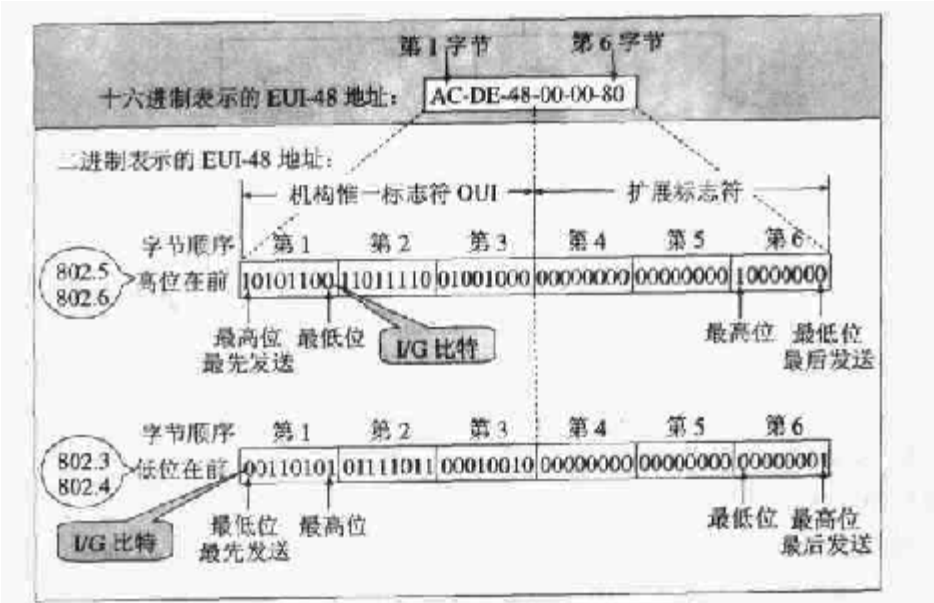 第 1 字节 第 6 字节
十六进制表示的 EUI-48 地址： AC-DE-48-00-00-80
二进制表示的 EUI-48 地址：
机构惟一标志符 OUI 扩展标志符
字节顺序 第 1 第 2 第 3 第 4 第 5 第 6
802.5
802.6
高位在前 10101100 11011110 01001000 00000000 00000000 10000000
最高位 最低位 I/G 比特 最高位 最低位
最先发送 最后发送
字节顺序 第 1 第 2 第 3 第 4 第 5 第 6
802.3
802.4
低位在前 00110101 01111011 00010010 00000000 00000000 00000001
I/G 比特 最低位 最高位 最低位 最高位
最先发送 最后发送